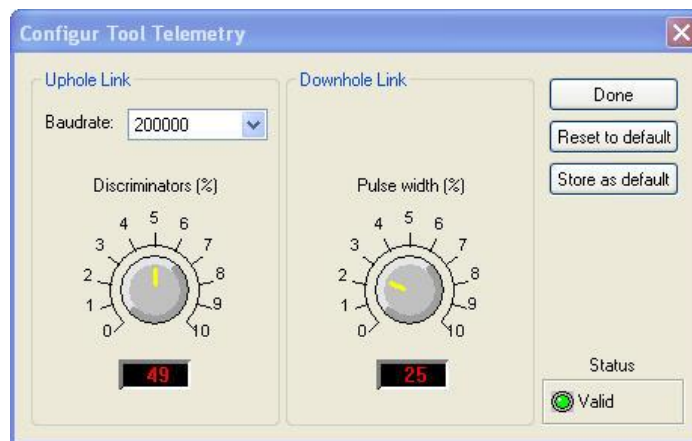 Configur Tool Telemetry
Uphole Link
Baudrate: 200000
Discriminators (%)
0 1 2 3 4 5 6 7 8 9 10
49
Downhole Link
Pulse width (%)
0 1 2 3 4 5 6 7 8 9 10
25
Done
Reset to default
Store as default
Status
Valid